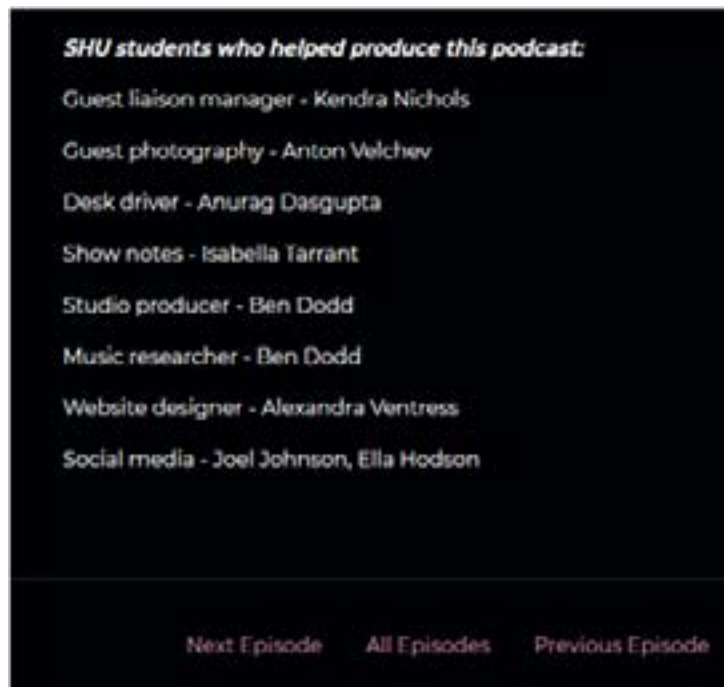 SHU students who helped produce this podcast:
Guest liaison manager - Kendra Nichols
Guest photography - Anton Velchev
Desk driver - Anurag Dasgupta
Show notes - Isabella Tarrant
Studio producer - Ben Dodd
Music researcher - Ben Dodd
Website designer - Alexandra Ventress
Social media - Joel Johnson, Ella Hodson
Next Episode All Episodes Previous Episode